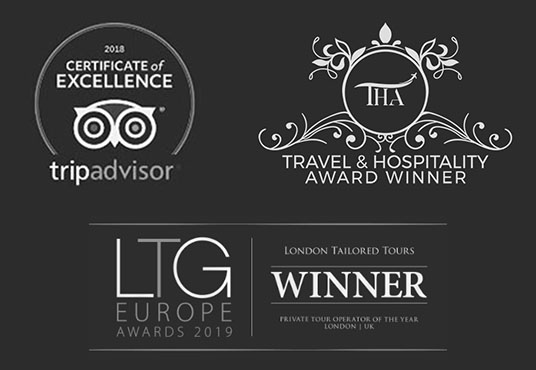 2018
CERTIFICATE of
EXCELLENCE
tripadvisor®
THA
TRAVEL & HOSPITALITY
AWARD WINNER
LTG
EUROPE
AWARDS 2019
LONDON TAILORED TOURS
WINNER
PRIVATE TOUR OPERATOR OF THE YEAR
LONDON | UK